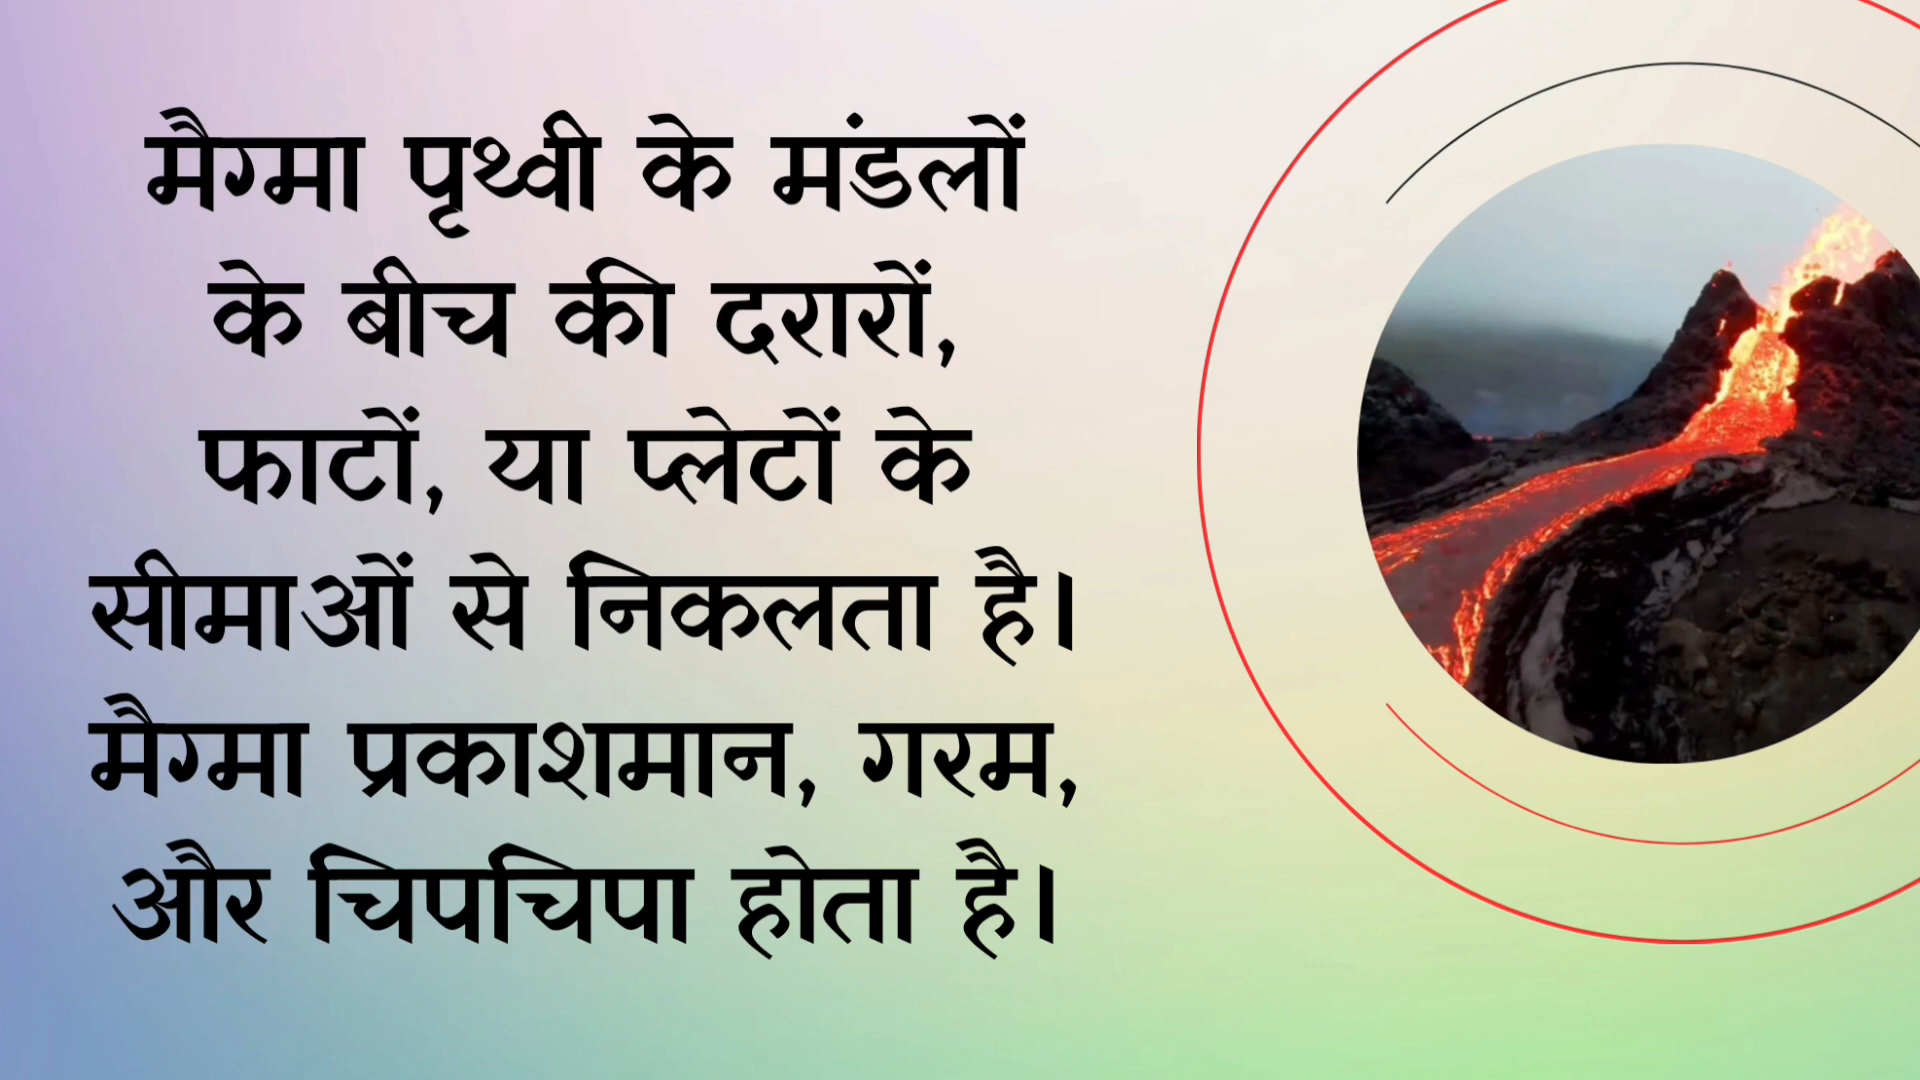 मैग्मा पृथ्वी के मंडलों
के बीच की दरारों,
फाटों, या प्लेटों के
सीमाओं से निकलता है।
मैग्मा प्रकाशमान, गरम,
और चिपचिपा होता है।